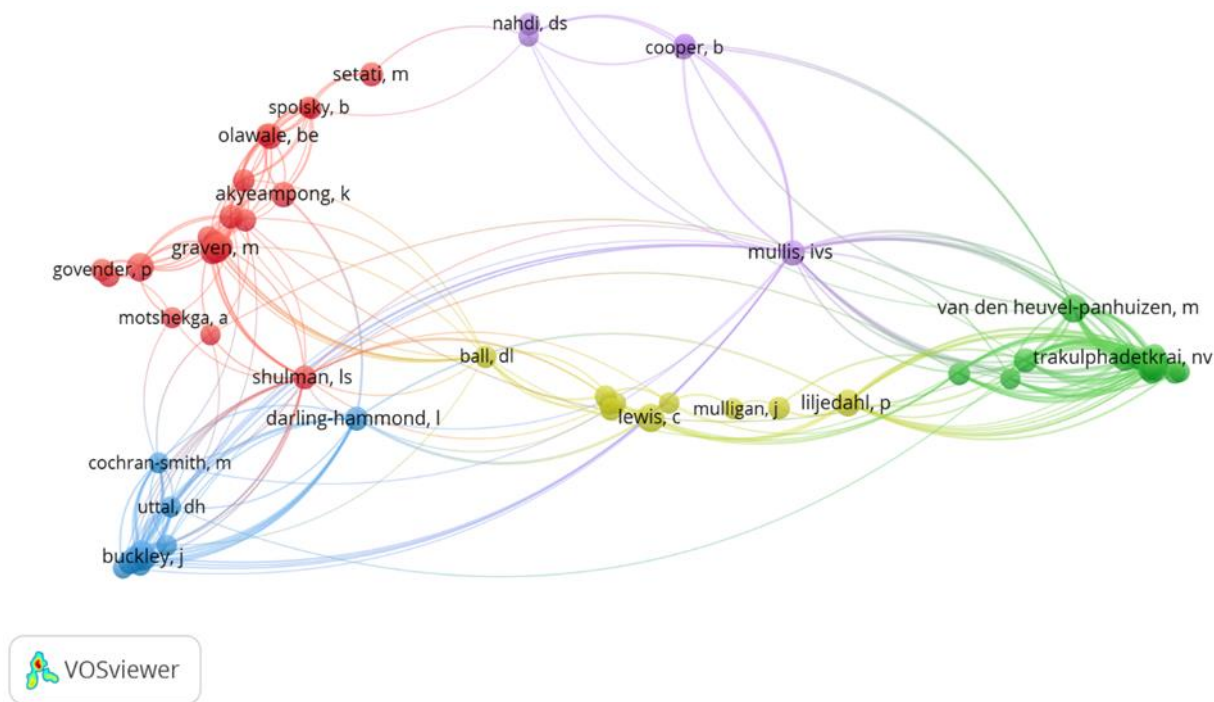 nahdi, ds
cooper, b
setati, m
spolsky, b
olawale, be
akyeampong, k
graven, m
mullis, ivs
govender, p
van den heuvel-panhuizen, m
motshekga, a
ball, dl
trakulphadetkrai, nv
shulman, ls
liljedahl, p
mulligan, j
lewis, c
darling-hammond, l
cochran-smith, m
uttal, dh
buckley, j
VOSviewer